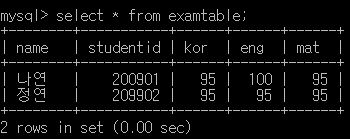 mysql> select * from examtable;
+------+-----------+------+------+------+
| name | studentid | kor | eng | mat |
+------+-----------+------+------+------+
| 나연 | 200901 | 95 | 100 | 95 |
| 정연 | 209902 | 95 | 95 | 95 |
+------+-----------+------+------+------+
2 rows in set (0.00 sec)